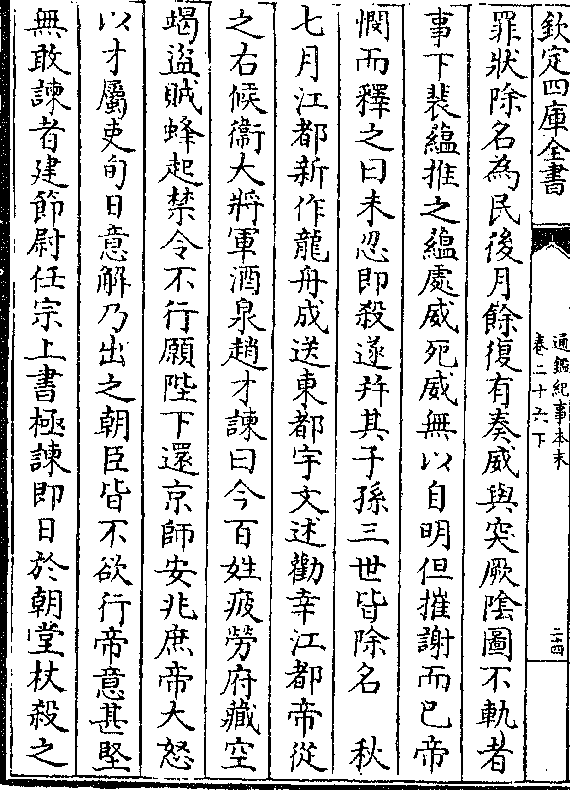 欽定四庫全書
通鑑紀事本末
卷二十六下
三十四
罪狀除名為民後月餘復有奏威與突厥隂圖不軌者
事下裴蘊推之蘊處威死威無以自明但摧謝而已帝
憫而釋之曰未忍即殺遂并其子孫三世皆除名　秋
七月江都新作龍舟成送東都宇文述勸幸江都帝從
之右候衞大將軍酒泉趙才諫曰今百姓疲勞府藏空
竭盜賊蜂起禁令不行願陛下還京師安兆庶帝大怒
以才屬吏旬日意解乃出之朝臣皆不欲行帝意甚堅
無敢諫者建節尉任宗上書極諫即日於朝堂杖殺之